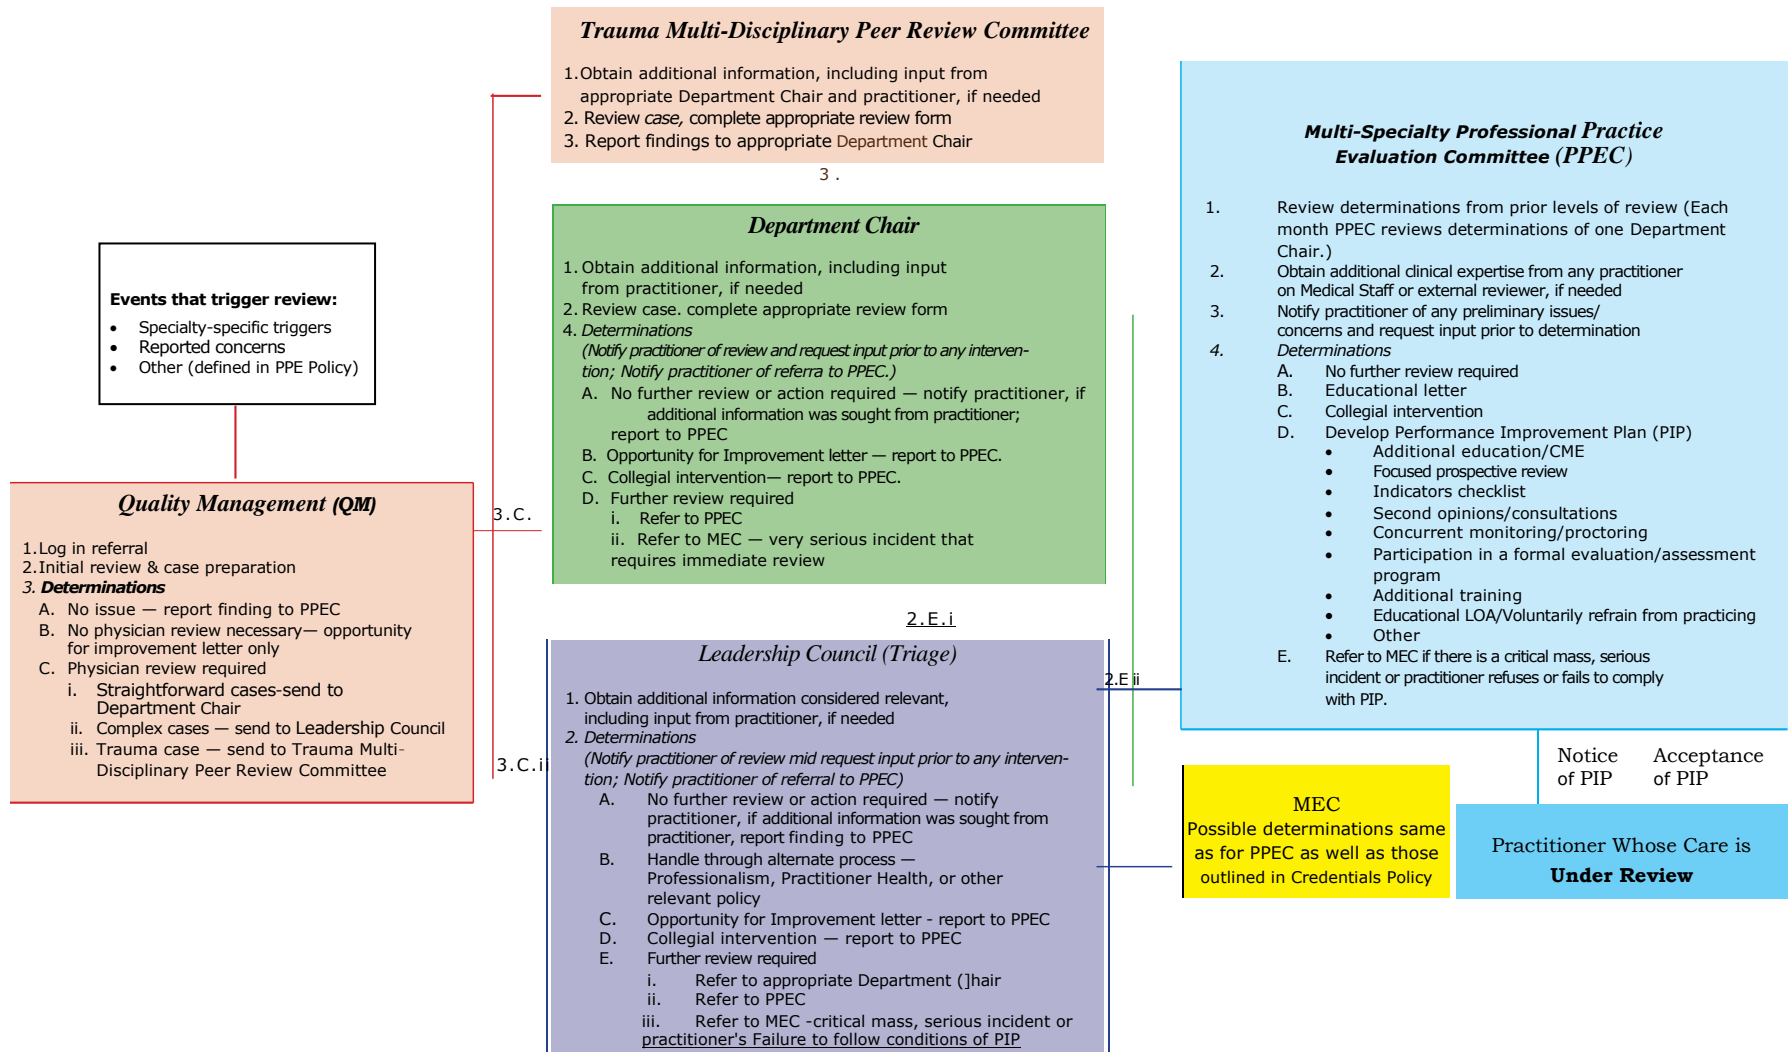 Trauma Multi-Disciplinary Peer Review Committee
1.Obtain additional information, including input from
appropriate Department Chair and practitioner, if needed
2. Review case, complete appropriate review form
3. Report findings to appropriate Department Chair
3 .
Events that trigger review:
• Specialty-specific triggers
• Reported concerns
• Other (defined in PPE Policy)
Quality Management (QM)
1.Log in referral
2.Initial review & case preparation
3. Determinations
A. No issue — report finding to PPEC
B. No physician review necessary— opportunity
for improvement letter only
C. Physician review required
i. Straightforward cases-send to
Department Chair
ii. Complex cases — send to Leadership Council
iii. Trauma case — send to Trauma Multi-
Disciplinary Peer Review Committee
3.C.
3.C.ii
Department Chair
1. Obtain additional information, including input
from practitioner, if needed
2. Review case. complete appropriate review form
4. Determinations
(Notify practitioner of review and request input prior to any interven-
tion; Notify practitioner of referra to PPEC.)
A. No further review or action required — notify practitioner, if
additional information was sought from practitioner;
report to PPEC
B. Opportunity for Improvement letter — report to PPEC.
C. Collegial intervention— report to PPEC.
D. Further review required
i. Refer to PPEC
ii. Refer to MEC — very serious incident that
requires immediate review
2.E.i
Leadership Council (Triage)
1. Obtain additional information considered relevant,
including input from practitioner, if needed
2. Determinations
(Notify practitioner of review mid request input prior to any interven-
tion; Notify practitioner of referral to PPEC)
A. No further review or action required — notify
practitioner, if additional information was sought from
practitioner, report finding to PPEC
B. Handle through alternate process —
Professionalism, Practitioner Health, or other
relevant policy
C. Opportunity for Improvement letter - report to PPEC
D. Collegial intervention — report to PPEC
E. Further review required
i. Refer to appropriate Department (]hair
ii. Refer to PPEC
iii. Refer to MEC -critical mass, serious incident or
practitioner's Failure to follow conditions of PIP
2.E ii
Multi-Specialty Professional Practice
Evaluation Committee (PPEC)
1. Review determinations from prior levels of review (Each
month PPEC reviews determinations of one Department
Chair.)
2. Obtain additional clinical expertise from any practitioner
on Medical Staff or external reviewer, if needed
3. Notify practitioner of any preliminary issues/
concerns and request input prior to determination
4. Determinations
A. No further review required
B. Educational letter
C. Collegial intervention
D. Develop Performance Improvement Plan (PIP)
• Additional education/CME
• Focused prospective review
• Indicators checklist
• Second opinions/consultations
• Concurrent monitoring/proctoring
• Participation in a formal evaluation/assessment
program
• Additional training
• Educational LOA/Voluntarily refrain from practicing
• Other
E. Refer to MEC if there is a critical mass, serious
incident or practitioner refuses or fails to comply
with PIP.
Notice
of PIP
Acceptance
of PIP
MEC
Possible determinations same
as for PPEC as well as those
outlined in Credentials Policy
Practitioner Whose Care is
Under Review